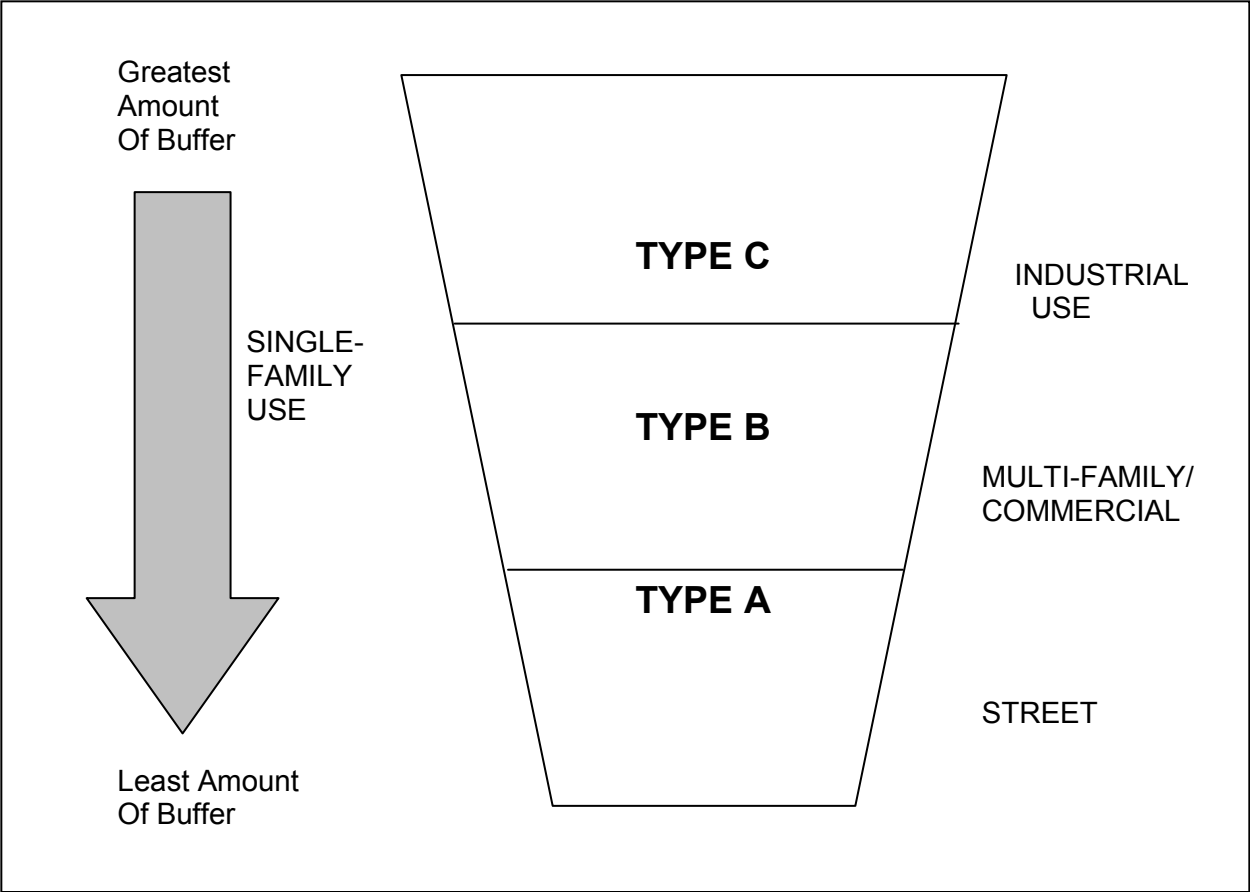 Greatest
Amount
Of Buffer
SINGLE-
FAMILY
USE
Least Amount
Of Buffer
TYPE C
TYPE B
TYPE A
INDUSTRIAL
USE
MULTI-FAMILY/
COMMERCIAL
STREET